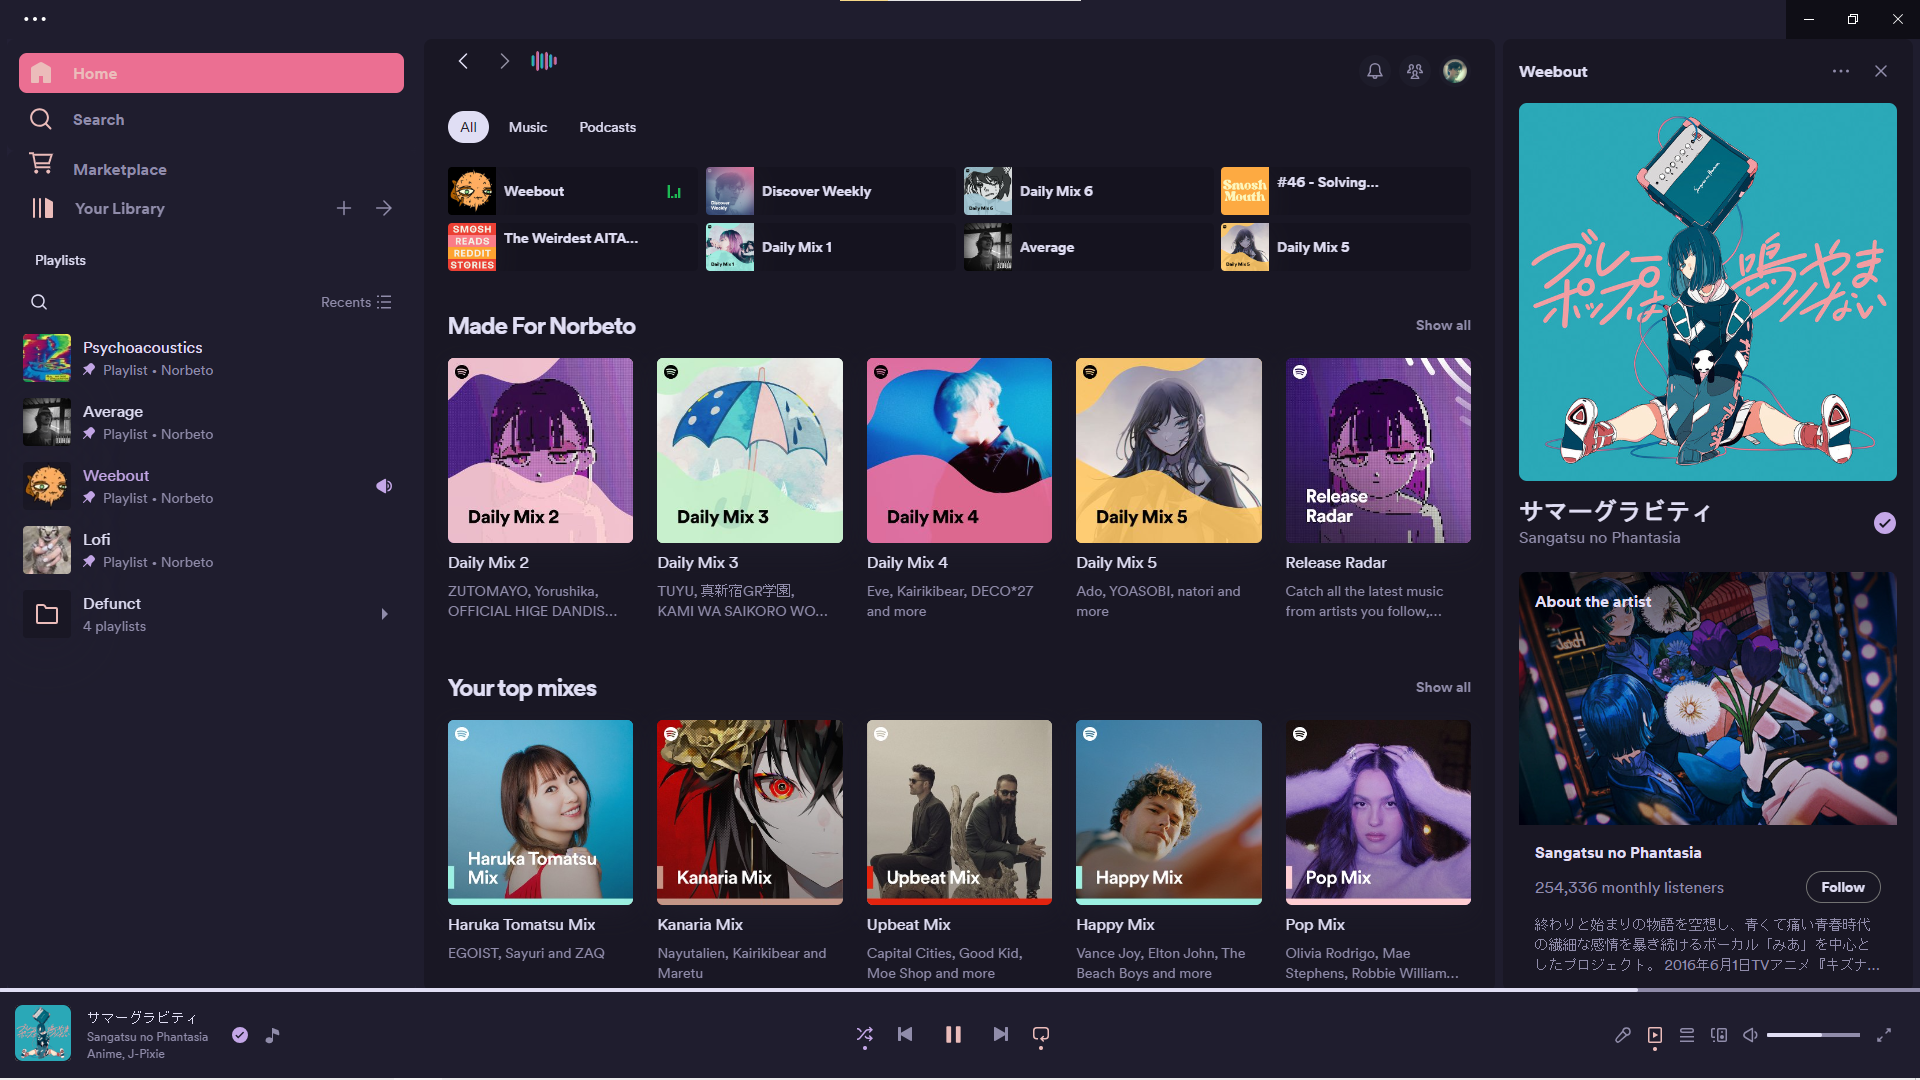 Home
Search
Marketplace
Your Library
Playlists
Recents
Psychoacoustics
Playlist • Norbeto
Average
Playlist • Norbeto
Weebout
Playlist • Norbeto
Lofi
Playlist • Norbeto
Defunct
4 playlists
All
Music
Podcasts
Weebout
Discover Weekly
Discover Weekly
Daily Mix 6
Daily Mix 6
Smosh Mouth
#46 - Solving...
SMOSH
READS
REDDIT
STORIES
The Weirdest AITA...
Daily Mix 1
Daily Mix 1
Average
Daily Mix 5
Daily Mix 5
Made For Norbeto
Show all
Daily Mix 2
Daily Mix 3
Daily Mix 4
Daily Mix 5
Release
Radar
Daily Mix 2
ZUTOMAYO, Yorushika,
OFFICIAL HIGE DANDIS...
Daily Mix 3
TUYU, 真新宿GR学園,
KAMI WA SAIKORO WO...
Daily Mix 4
Eve, Kairikibear, DECO*27
and more
Daily Mix 5
Ado, YOASOBI, natori and
more
Release Radar
Catch all the latest music
from artists you follow,...
Your top mixes
Show all
Haruka Tomatsu
Mix
Kanaria Mix
Upbeat Mix
Happy Mix
Pop Mix
Haruka Tomatsu Mix
EGOIST, Sayuri and ZAQ
Kanaria Mix
Nayutalien, Kairikibear and
Maretu
Upbeat Mix
Capital Cities, Good Kid,
Moe Shop and more
Happy Mix
Vance Joy, Elton John, The
Beach Boys and more
Pop Mix
Olivia Rodrigo, Mae
Stephens, Robbie William...
Weebout
ブルーポップは鳴りやまない
サマーグラビティ
Sangatsu no Phantasia
About the artist
Sangatsu no Phantasia
254,336 monthly listeners
Follow
終わりと始まりの物語を空想し、青くて痛い青春時代
の繊細な感情を暴き続けるボーカル「みあ」を中心と
したプロジェクト。 2016年6月1日TVアニメ『キズナ...
サマーグラビティ
Sangatsu no Phantasia
Anime, J-Pixie